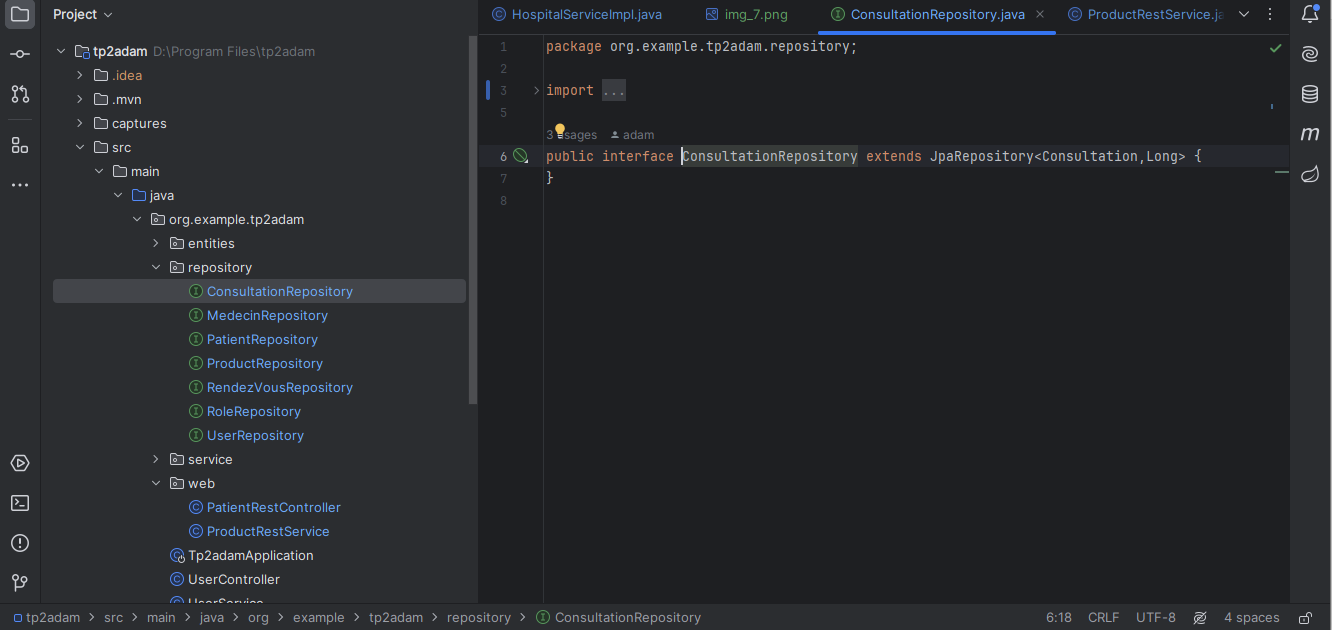 Project
HospitalServiceImpl.java
img_7.png
ConsultationRepository.java
ProductRestService.ja
tp2adam D:\Program Files\tp2adam
.idea
.mvn
captures
src
main
java
org.example.tp2adam
entities
repository
ConsultationRepository
MedecinRepository
PatientRepository
ProductRepository
RendezVousRepository
RoleRepository
UserRepository
service
web
PatientRestController
ProductRestService
Tp2adamApplication
UserController
UserService
1 package org.example.tp2adam.repository;
2
3 import ...
5
3 usages adam
6 public interface ConsultationRepository extends JpaRepository<Consultation,Long> {
7 }
8
m
tp2adam > src > main > java > org > example > tp2adam > repository > ConsultationRepository
6:18 CRLF UTF-8 4 spaces